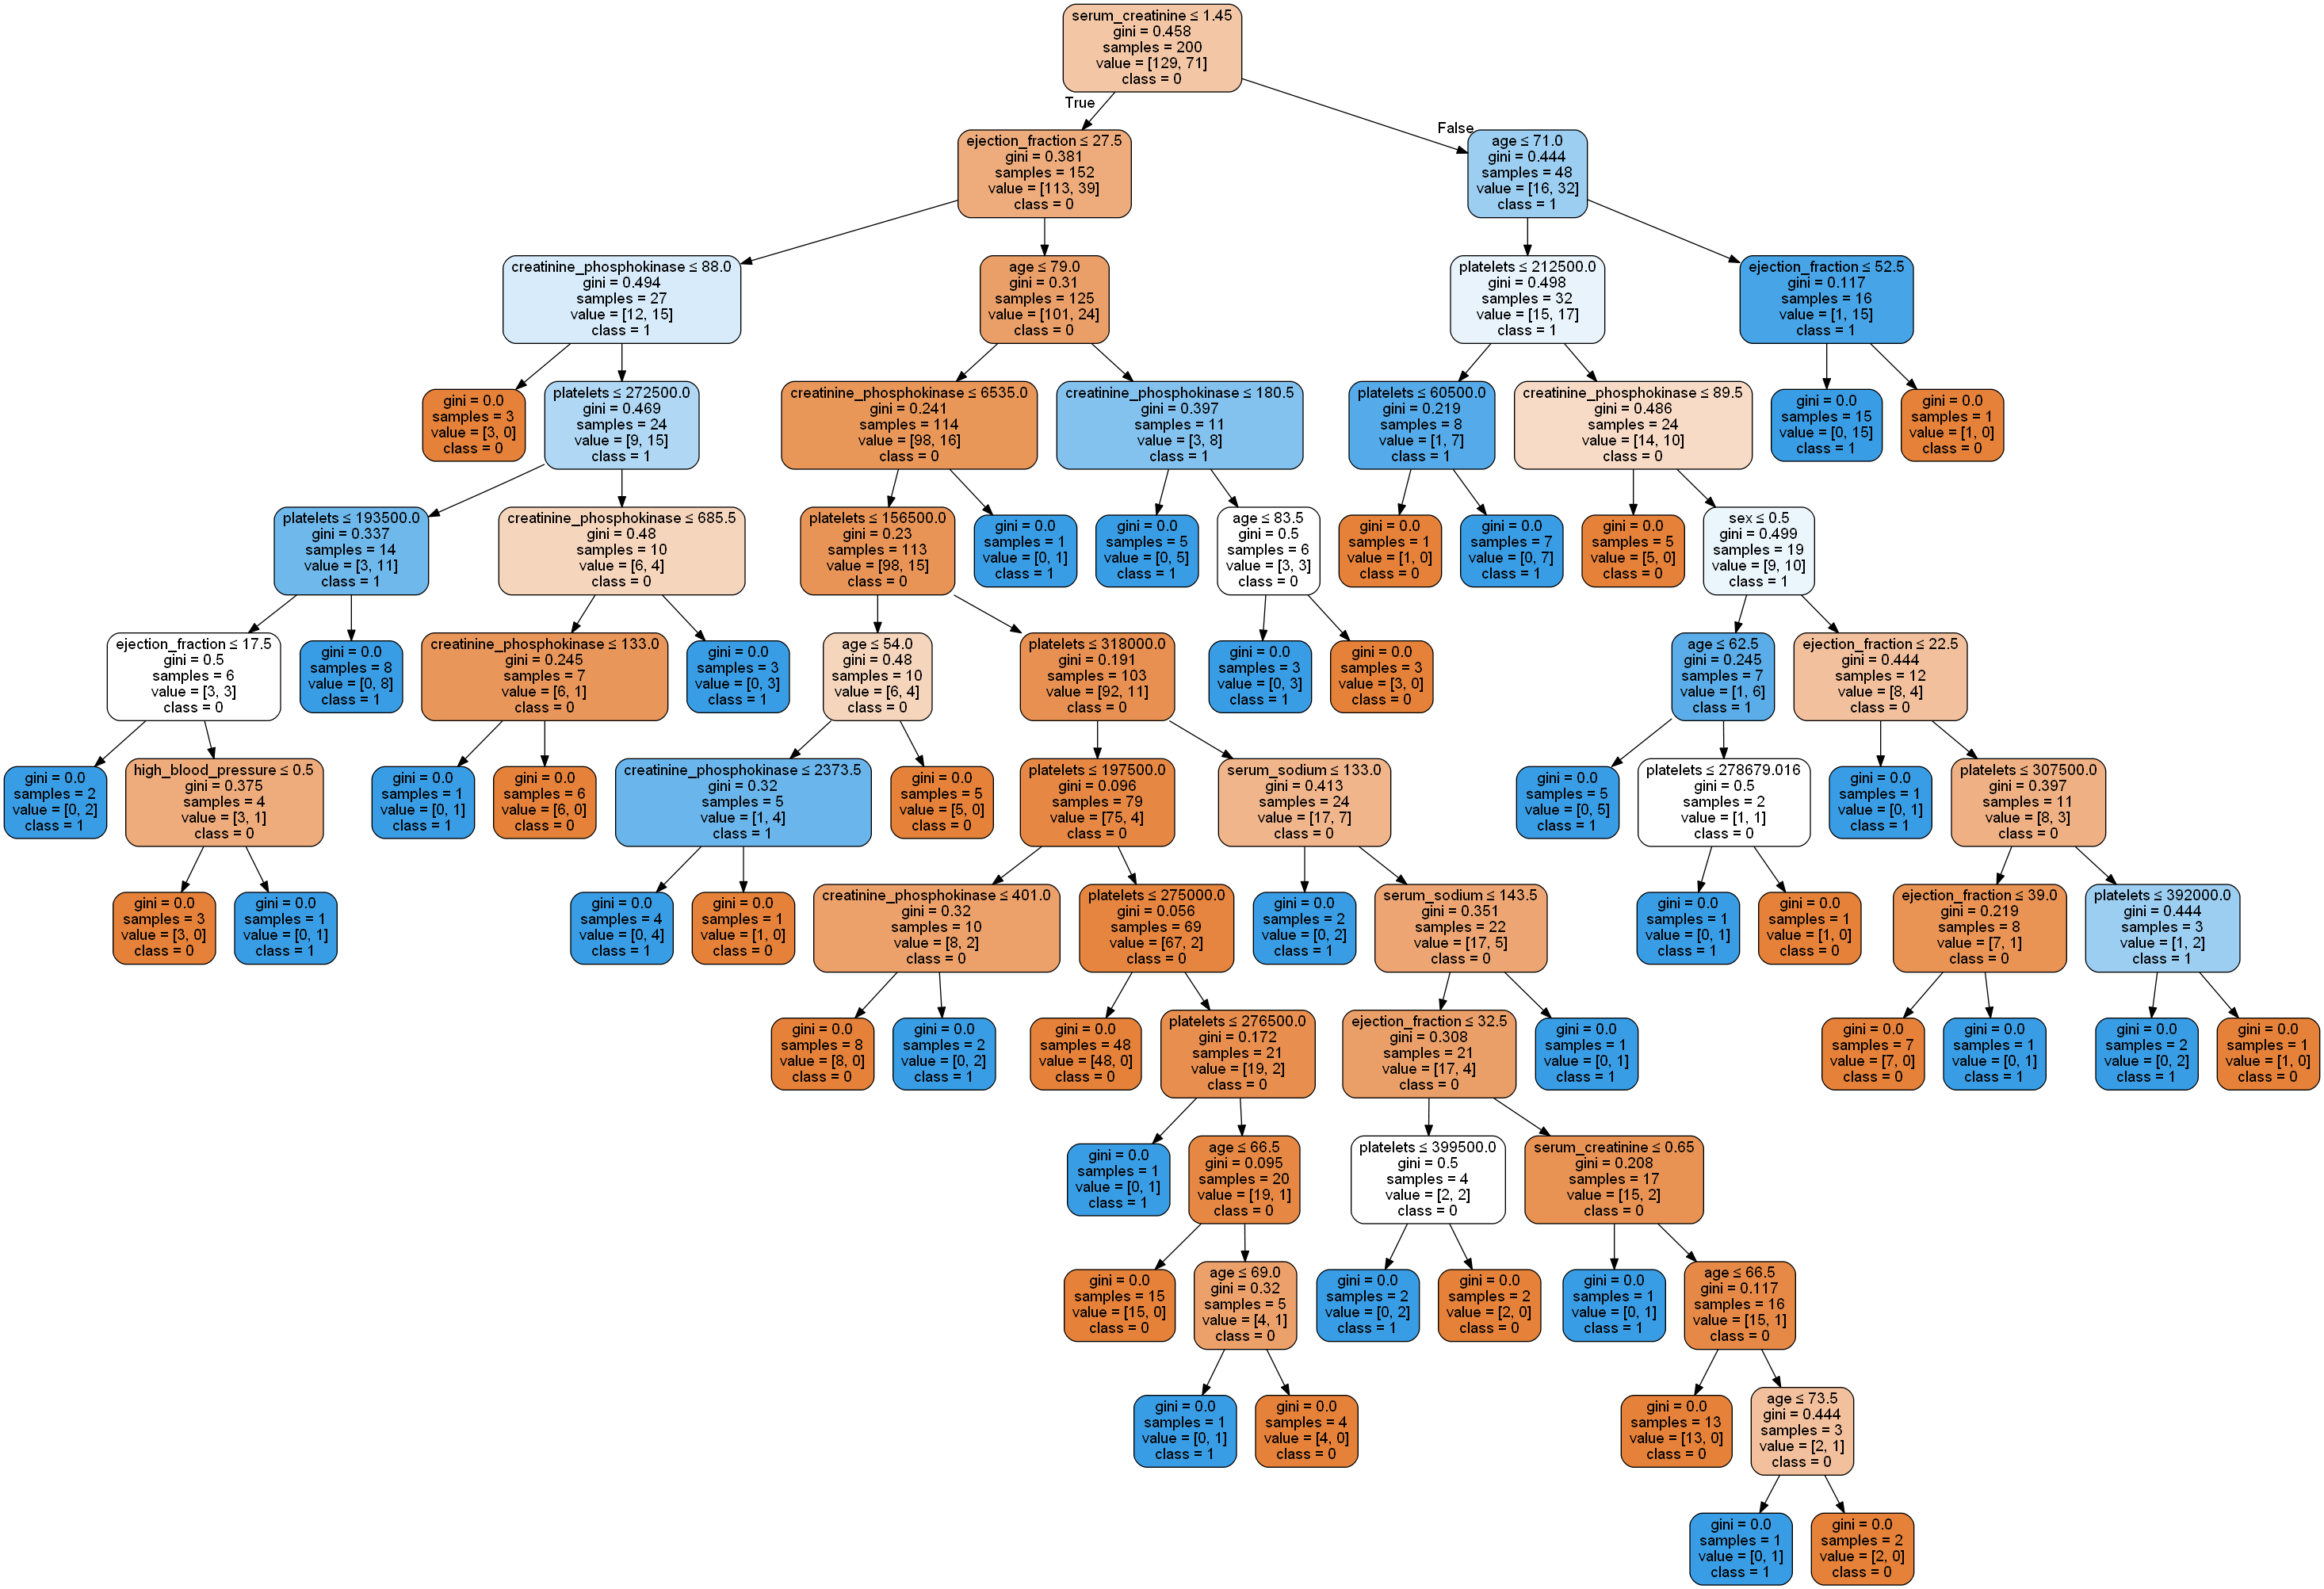 serum_creatinine ≤ 1.45
gini = 0.458
samples = 200
value = [129, 71]
class = 0
True
False
ejection_fraction ≤ 27.5
gini = 0.381
samples = 152
value = [113, 39]
class = 0
age ≤ 71.0
gini = 0.444
samples = 48
value = [16, 32]
class = 1
creatinine_phosphokinase ≤ 88.0
gini = 0.494
samples = 27
value = [12, 15]
class = 1
age ≤ 79.0
gini = 0.31
samples = 125
value = [101, 24]
class = 0
platelets ≤ 212500.0
gini = 0.498
samples = 32
value = [15, 17]
class = 1
ejection_fraction ≤ 52.5
gini = 0.117
samples = 16
value = [1, 15]
class = 1
gini = 0.0
samples = 3
value = [3, 0]
class = 0
platelets ≤ 272500.0
gini = 0.469
samples = 24
value = [9, 15]
class = 1
creatinine_phosphokinase ≤ 6535.0
gini = 0.241
samples = 114
value = [98, 16]
class = 0
creatinine_phosphokinase ≤ 180.5
gini = 0.397
samples = 11
value = [3, 8]
class = 1
platelets ≤ 60500.0
gini = 0.219
samples = 8
value = [1, 7]
class = 1
creatinine_phosphokinase ≤ 89.5
gini = 0.486
samples = 24
value = [14, 10]
class = 0
gini = 0.0
samples = 15
value = [0, 15]
class = 1
gini = 0.0
samples = 1
value = [1, 0]
class = 0
platelets ≤ 193500.0
gini = 0.337
samples = 14
value = [3, 11]
class = 1
creatinine_phosphokinase ≤ 685.5
gini = 0.48
samples = 10
value = [6, 4]
class = 0
platelets ≤ 156500.0
gini = 0.23
samples = 113
value = [98, 15]
class = 0
gini = 0.0
samples = 1
value = [0, 1]
class = 1
gini = 0.0
samples = 5
value = [0, 5]
class = 1
age ≤ 83.5
gini = 0.5
samples = 6
value = [3, 3]
class = 0
gini = 0.0
samples = 1
value = [1, 0]
class = 0
gini = 0.0
samples = 7
value = [0, 7]
class = 1
gini = 0.0
samples = 5
value = [5, 0]
class = 0
sex ≤ 0.5
gini = 0.499
samples = 19
value = [9, 10]
class = 1
ejection_fraction ≤ 17.5
gini = 0.5
samples = 6
value = [3, 3]
class = 0
gini = 0.0
samples = 8
value = [0, 8]
class = 1
creatinine_phosphokinase ≤ 133.0
gini = 0.245
samples = 7
value = [6, 1]
class = 0
gini = 0.0
samples = 3
value = [0, 3]
class = 1
age ≤ 54.0
gini = 0.48
samples = 10
value = [6, 4]
class = 0
platelets ≤ 318000.0
gini = 0.191
samples = 103
value = [92, 11]
class = 0
gini = 0.0
samples = 3
value = [0, 3]
class = 1
gini = 0.0
samples = 3
value = [3, 0]
class = 0
age ≤ 62.5
gini = 0.245
samples = 7
value = [1, 6]
class = 1
ejection_fraction ≤ 22.5
gini = 0.444
samples = 12
value = [8, 4]
class = 0
gini = 0.0
samples = 2
value = [0, 2]
class = 1
high_blood_pressure ≤ 0.5
gini = 0.375
samples = 4
value = [3, 1]
class = 0
gini = 0.0
samples = 1
value = [0, 1]
class = 1
gini = 0.0
samples = 6
value = [6, 0]
class = 0
creatinine_phosphokinase ≤ 2373.5
gini = 0.32
samples = 5
value = [1, 4]
class = 1
gini = 0.0
samples = 5
value = [5, 0]
class = 0
platelets ≤ 197500.0
gini = 0.096
samples = 79
value = [75, 4]
class = 0
serum_sodium ≤ 133.0
gini = 0.413
samples = 24
value = [17, 7]
class = 0
gini = 0.0
samples = 5
value = [0, 5]
class = 1
platelets ≤ 278679.016
gini = 0.5
samples = 2
value = [1, 1]
class = 0
gini = 0.0
samples = 1
value = [0, 1]
class = 1
platelets ≤ 307500.0
gini = 0.397
samples = 11
value = [8, 3]
class = 0
gini = 0.0
samples = 3
value = [3, 0]
class = 0
gini = 0.0
samples = 1
value = [0, 1]
class = 1
gini = 0.0
samples = 4
value = [0, 4]
class = 1
gini = 0.0
samples = 1
value = [1, 0]
class = 0
creatinine_phosphokinase ≤ 401.0
gini = 0.32
samples = 10
value = [8, 2]
class = 0
platelets ≤ 275000.0
gini = 0.056
samples = 69
value = [67, 2]
class = 0
gini = 0.0
samples = 2
value = [0, 2]
class = 1
serum_sodium ≤ 143.5
gini = 0.351
samples = 22
value = [17, 5]
class = 0
gini = 0.0
samples = 1
value = [0, 1]
class = 1
gini = 0.0
samples = 1
value = [1, 0]
class = 0
ejection_fraction ≤ 39.0
gini = 0.219
samples = 8
value = [7, 1]
class = 0
platelets ≤ 392000.0
gini = 0.444
samples = 3
value = [1, 2]
class = 1
gini = 0.0
samples = 8
value = [8, 0]
class = 0
gini = 0.0
samples = 2
value = [0, 2]
class = 1
gini = 0.0
samples = 48
value = [48, 0]
class = 0
platelets ≤ 276500.0
gini = 0.172
samples = 21
value = [19, 2]
class = 0
ejection_fraction ≤ 32.5
gini = 0.308
samples = 21
value = [17, 4]
class = 0
gini = 0.0
samples = 1
value = [0, 1]
class = 1
gini = 0.0
samples = 7
value = [7, 0]
class = 0
gini = 0.0
samples = 1
value = [0, 1]
class = 1
gini = 0.0
samples = 2
value = [0, 2]
class = 1
gini = 0.0
samples = 1
value = [1, 0]
class = 0
gini = 0.0
samples = 1
value = [0, 1]
class = 1
age ≤ 66.5
gini = 0.095
samples = 20
value = [19, 1]
class = 0
platelets ≤ 399500.0
gini = 0.5
samples = 4
value = [2, 2]
class = 0
serum_creatinine ≤ 0.65
gini = 0.208
samples = 17
value = [15, 2]
class = 0
gini = 0.0
samples = 15
value = [15, 0]
class = 0
age ≤ 69.0
gini = 0.32
samples = 5
value = [4, 1]
class = 0
gini = 0.0
samples = 2
value = [0, 2]
class = 1
gini = 0.0
samples = 2
value = [2, 0]
class = 0
gini = 0.0
samples = 1
value = [0, 1]
class = 1
age ≤ 66.5
gini = 0.117
samples = 16
value = [15, 1]
class = 0
gini = 0.0
samples = 1
value = [0, 1]
class = 1
gini = 0.0
samples = 4
value = [4, 0]
class = 0
gini = 0.0
samples = 13
value = [13, 0]
class = 0
age ≤ 73.5
gini = 0.444
samples = 3
value = [2, 1]
class = 0
gini = 0.0
samples = 1
value = [0, 1]
class = 1
gini = 0.0
samples = 2
value = [2, 0]
class = 0